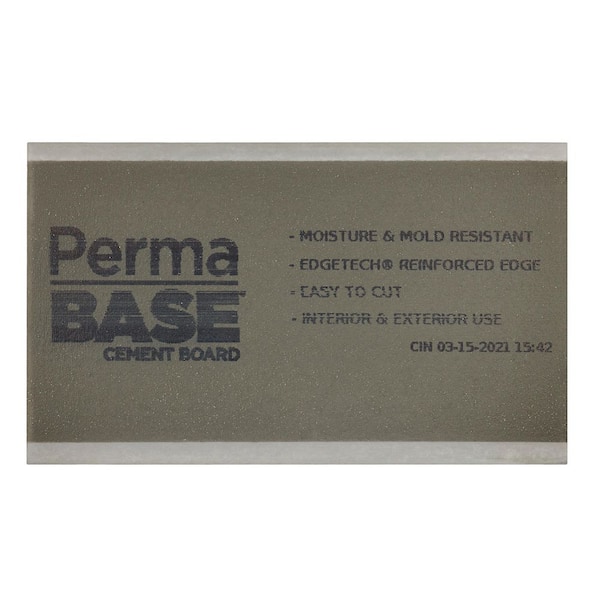 Perma
BASE
CEMENT BOARD
- MOISTURE & MOLD RESISTANT
- EDGETECH® REINFORCED EDGE
- EASY TO CUT
- INTERIOR & EXTERIOR USE
CIN 03-15-2021 15:42